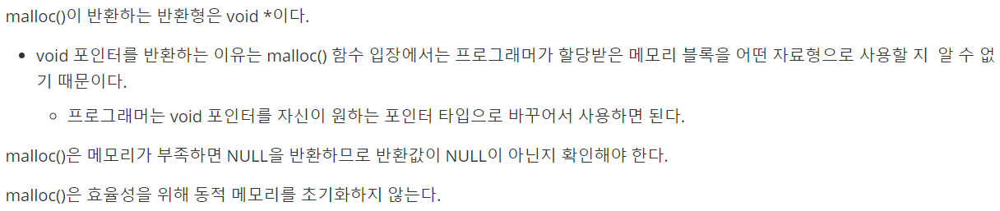 malloc()이 반환하는 반환형은 void *이다.
• void 포인터를 반환하는 이유는 malloc() 함수 입장에서는 프로그래머가 할당받은 메모리 블록을 어떤 자료형으로 사용할 지 알 수 없
기 때문이다.
◦ 프로그래머는 void 포인터를 자신이 원하는 포인터 타입으로 바꾸어서 사용하면 된다.
malloc()은 메모리가 부족하면 NULL을 반환하므로 반환값이 NULL이 아닌지 확인해야 한다.
malloc()은 효율성을 위해 동적 메모리를 초기화하지 않는다.